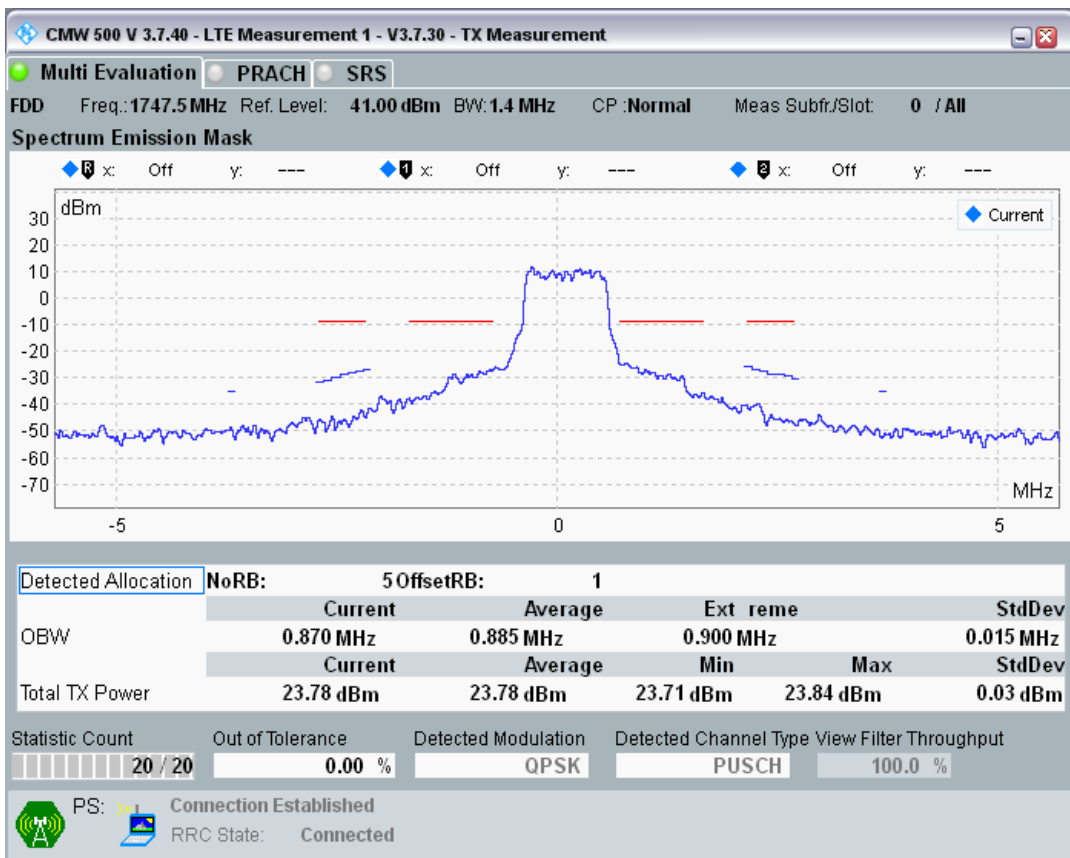 CMW 500 V 3.7.40 - LTE Measurement 1 - V3.7.30 - TX Measurement
Multi Evaluation PRACH SRS
FDD Freq.: 1747.5 MHz Ref. Level: 41.00 dBm BW: 1.4 MHz CP : Normal Meas Subfr./Slot: 0 / All
Spectrum Emission Mask
R x: Off y: --- 1 x: Off y: --- 2 x: Off y: ---
dBm
Current
30
20
10
0
-10
-20
-30
-40
-50
-60
-70
MHz
-5 0 5
Detected Allocation NoRB: 5 OffsetRB: 1
Current Average Ext reme StdDev
OBW 0.870 MHz 0.885 MHz 0.900 MHz 0.015 MHz
Current Average Min Max StdDev
Total TX Power 23.78 dBm 23.78 dBm 23.71 dBm 23.84 dBm 0.03 dBm
Statistic Count Out of Tolerance Detected Modulation Detected Channel Type View Filter Throughput
20 / 20 0.00 % QPSK PUSCH 100.0 %
PS: Connection Established
RRC State: Connected